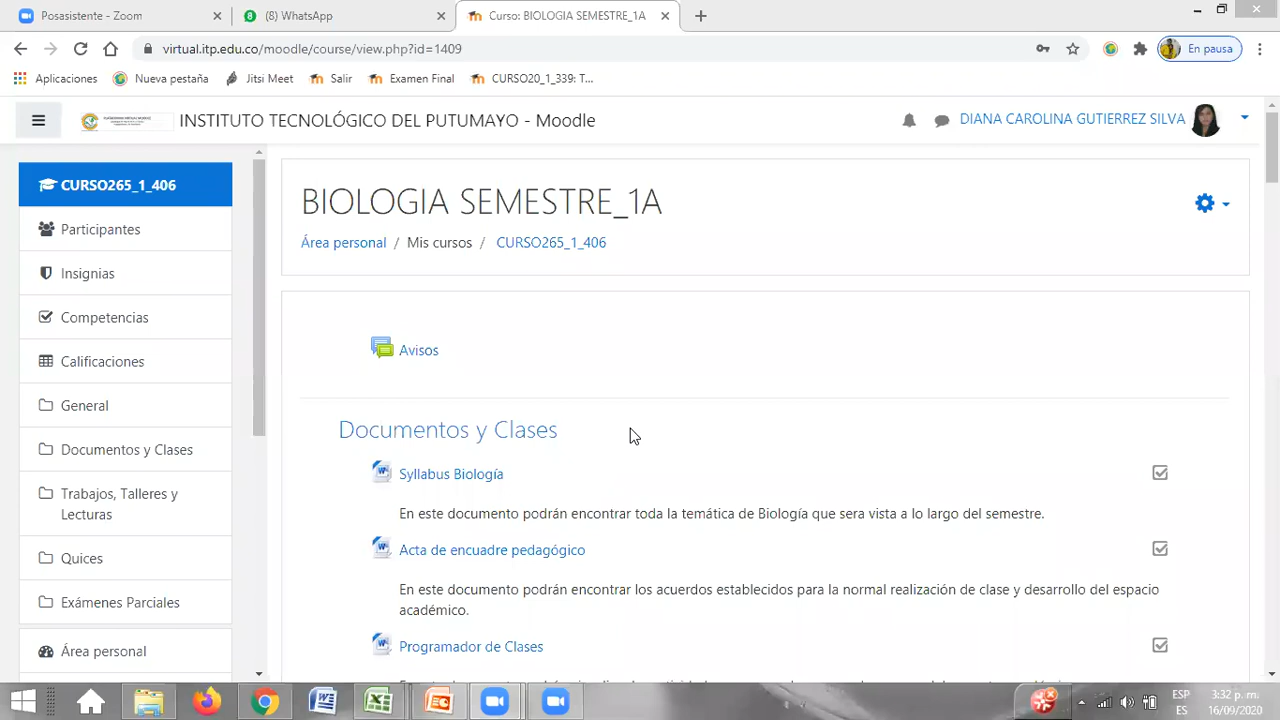 Posasistente - Zoom
(8) WhatsApp
Curso: BIOLOGIA SEMESTRE_1A
virtual.itp.edu.co/moodle/course/view.php?id=1409
En pausa
Aplicaciones
Nueva pestaña
Jitsi Meet
Salir
Examen Final
CURSO20_1_339: T...
INSTITUTO TECNOLÓGICO DEL PUTUMAYO - Moodle
DIANA CAROLINA GUTIERREZ SILVA
CURSO265_1_406
Participantes
Insignias
Competencias
Calificaciones
General
Documentos y Clases
Trabajos, Talleres y
Lecturas
Quices
Exámenes Parciales
Área personal
BIOLOGIA SEMESTRE_1A
Área personal / Mis cursos / CURSO265_1_406
Avisos
Documentos y Clases
Syllabus Biología
En este documento podrán encontrar toda la temática de Biología que sera vista a lo largo del semestre.
Acta de encuadre pedagógico
En este documento podrán encontrar los acuerdos establecidos para la normal realización de clase y desarrollo del espacio
académico.
Programador de Clases
ESP
ES
3:32 p. m.
16/09/2020